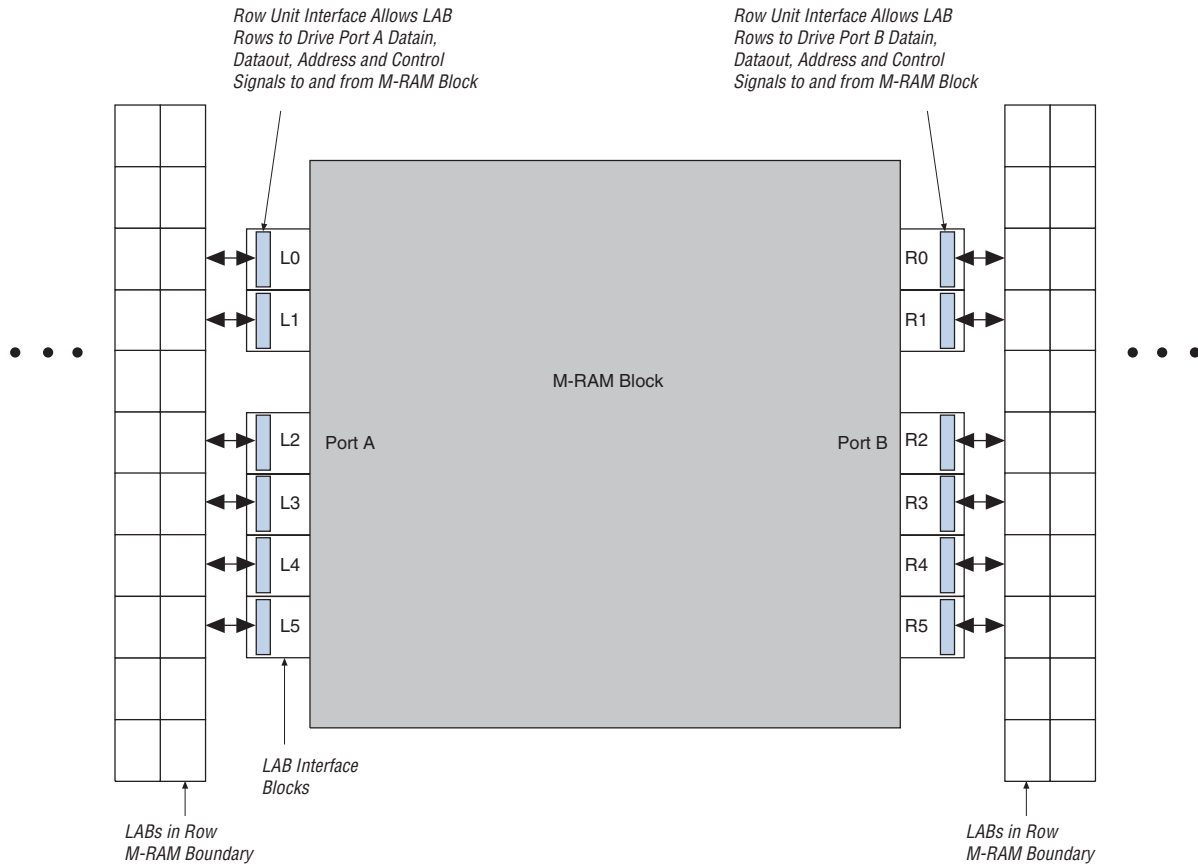 Row Unit Interface Allows LAB
Rows to Drive Port A Datain,
Dataout, Address and Control
Signals to and from M-RAM Block
Row Unit Interface Allows LAB
Rows to Drive Port B Datain,
Dataout, Address and Control
Signals to and from M-RAM Block
L0
R0
L1
R1
M-RAM Block
L2
Port A
Port B
R2
L3
R3
L4
R4
L5
R5
LAB Interface
Blocks
LABs in Row
M-RAM Boundary
LABs in Row
M-RAM Boundary